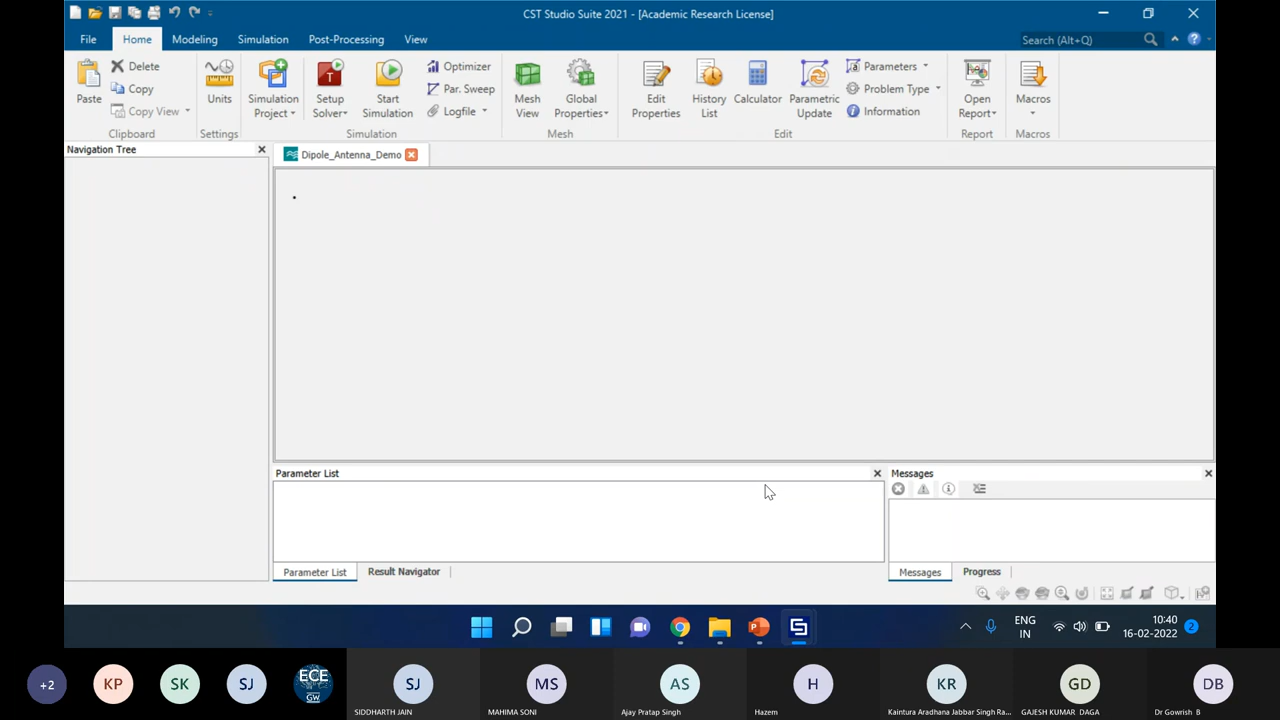 CST Studio Suite 2021 - [Academic Research License]
File Home Modeling Simulation Post-Processing View Search (Alt+Q)
Paste Delete Copy Copy View
Units
Simulation Project Setup Solver Start Simulation Optimizer Par. Sweep Logfile
Mesh View Global Properties
Edit Properties History List Calculator Parametric Update Parameters Problem Type Information
Open Report Macros
Clipboard Settings Simulation Mesh Edit Report Macros
Navigation Tree
Dipole_Antenna_Demo
Parameter List
Messages
Parameter List Result Navigator
Messages Progress
ENG
IN
10:40
16-02-2022
2
+2 KP SK SJ ECE GW SJ MS AS H KR GD DB
SIDDHARTH JAIN MAHIMA SONI Ajay Pratap Singh Hazem Kaintura Aradhana Jabbar Singh Ra... GAJESH KUMAR DAGA Dr Gowrish B